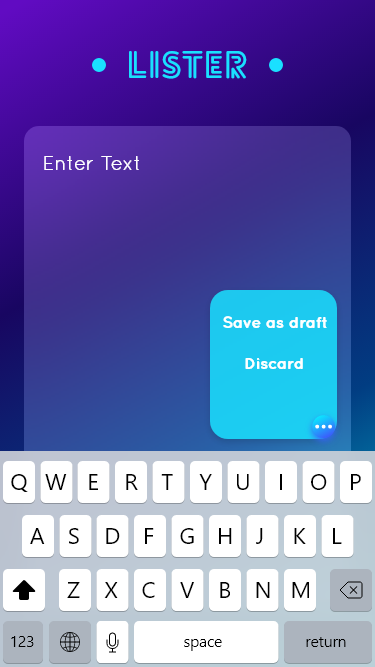 LISTER
Enter Text
Save as draft
Discard
Q W E R T Y U I O P
A S D F G H J K L
Z X C V B N M
123 space return